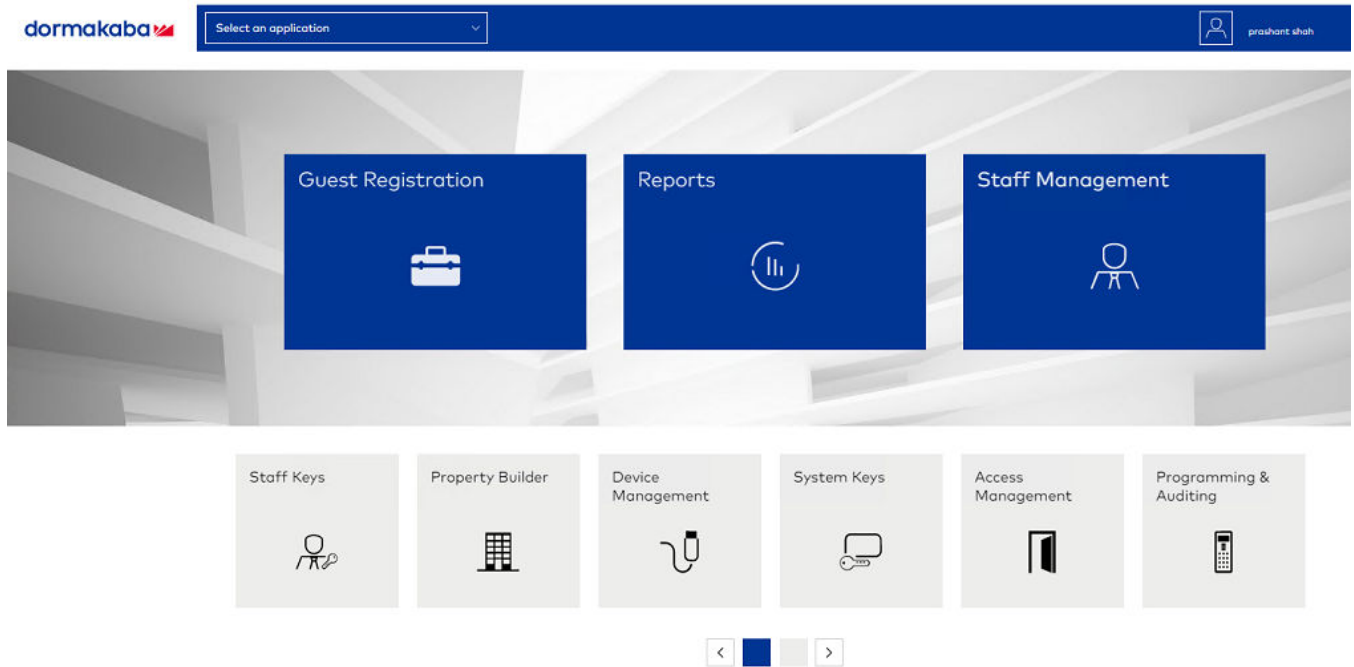 dormakaba
Select an application
prashant shah
Guest Registration
Reports
Staff Management
Staff Keys
Property Builder
Device
Management
System Keys
Access
Management
Programming &
Auditing